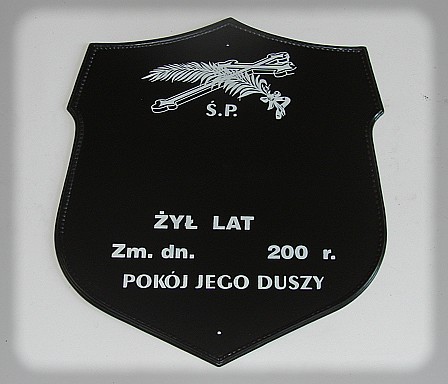 Ś.P.
ŻYŁ LAT
Zm. dn. 200 r.
POKÓJ JEGO DUSZY